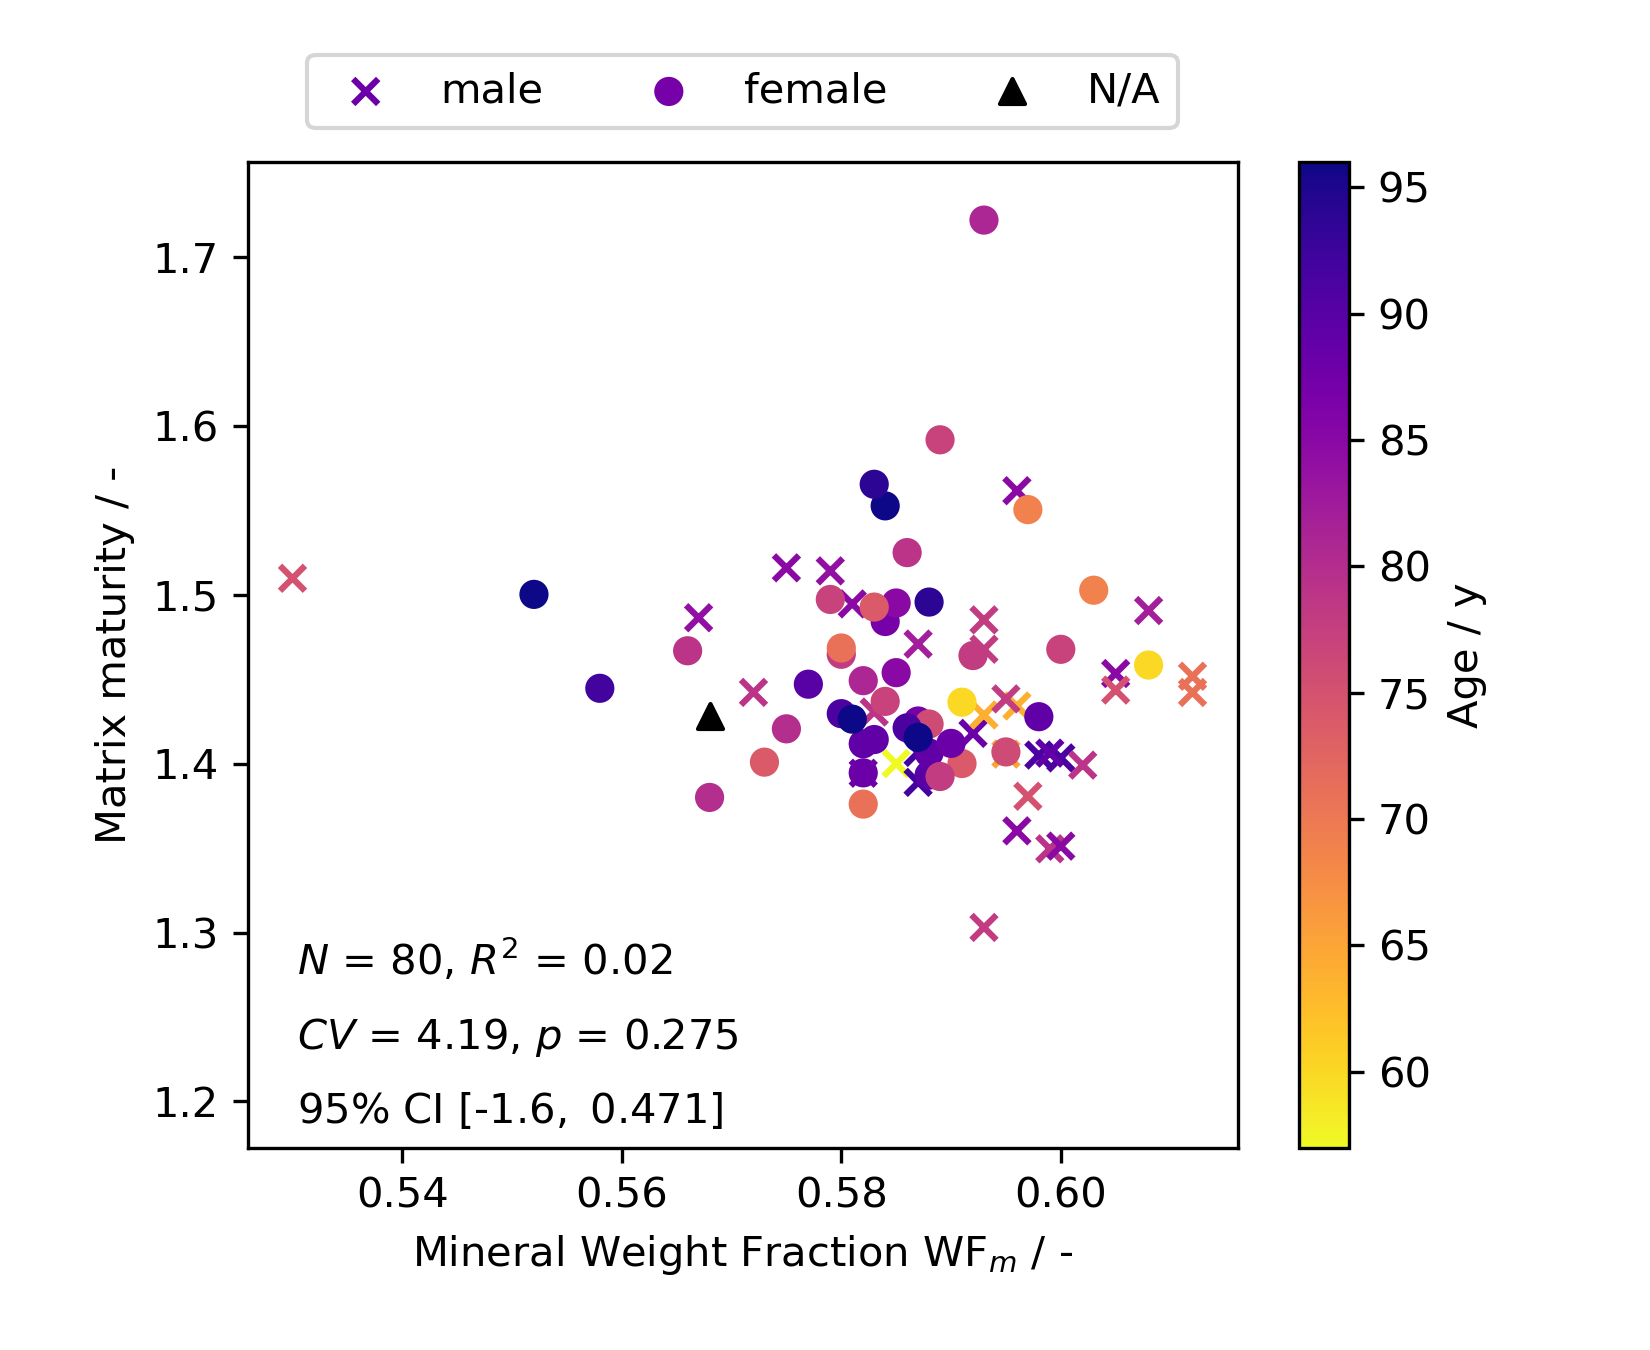 male female N/A
1.7
1.6
1.5
1.4
1.3
1.2
Matrix maturity / -
N = 80, R² = 0.02
CV = 4.19, p = 0.275
95% CI [-1.6, 0.471]
0.54 0.56 0.58 0.60
Mineral Weight Fraction WFₘ / -
95
90
85
80
75
70
65
60
Age / y